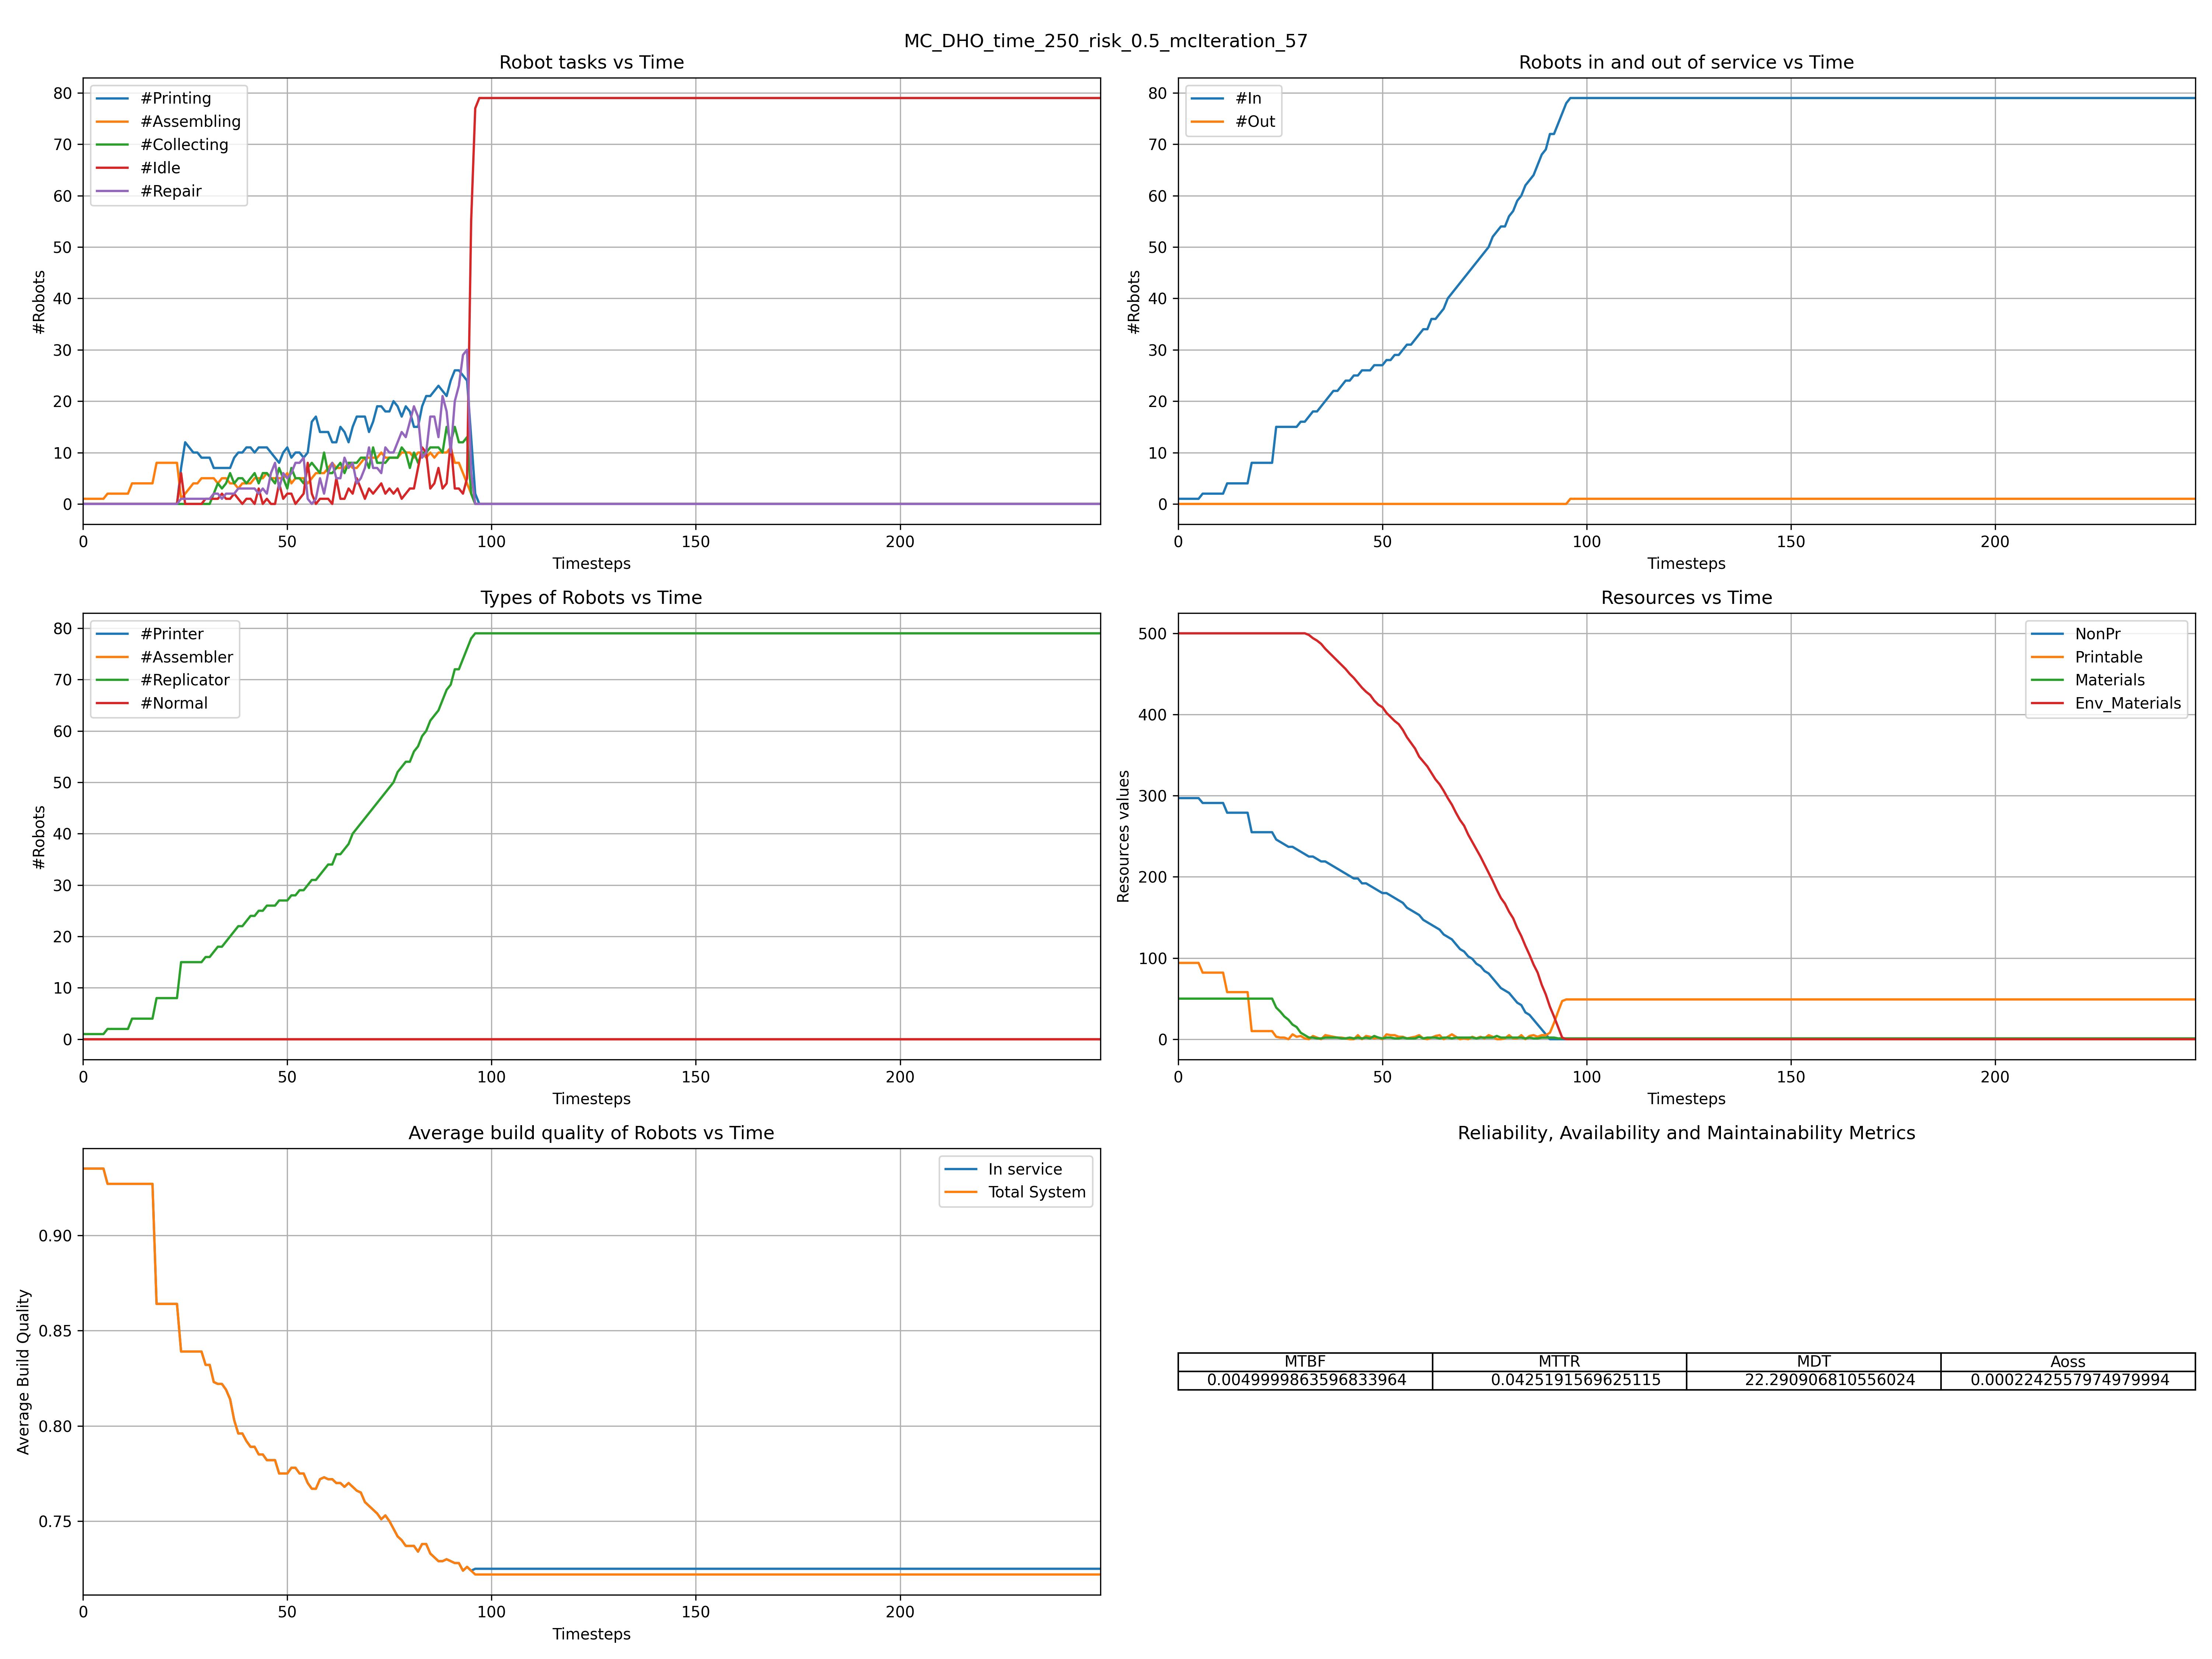 MC_DHO_time_250_risk_0.5_mcIteration_57
Robot tasks vs Time
#Robots
80
70
60
50
40
30
20
10
0
#Printing
#Assembling
#Collecting
#Idle
#Repair
0 50 100 150 200
Timesteps
Robots in and out of service vs Time
#Robots
80
70
60
50
40
30
20
10
0
#In
#Out
0 50 100 150 200
Timesteps
Types of Robots vs Time
#Robots
80
70
60
50
40
30
20
10
0
#Printer
#Assembler
#Replicator
#Normal
0 50 100 150 200
Timesteps
Resources vs Time
Resources values
500
400
300
200
100
0
NonPr
Printable
Materials
Env_Materials
0 50 100 150 200
Timesteps
Average build quality of Robots vs Time
Average Build Quality
0.90
0.85
0.80
0.75
In service
Total System
0 50 100 150 200
Timesteps
Reliability, Availability and Maintainability Metrics
MTBF MTTR MDT Aoss
0.0049999863596833964 0.0425191569625115 22.290906810556024 0.0002242557974979994